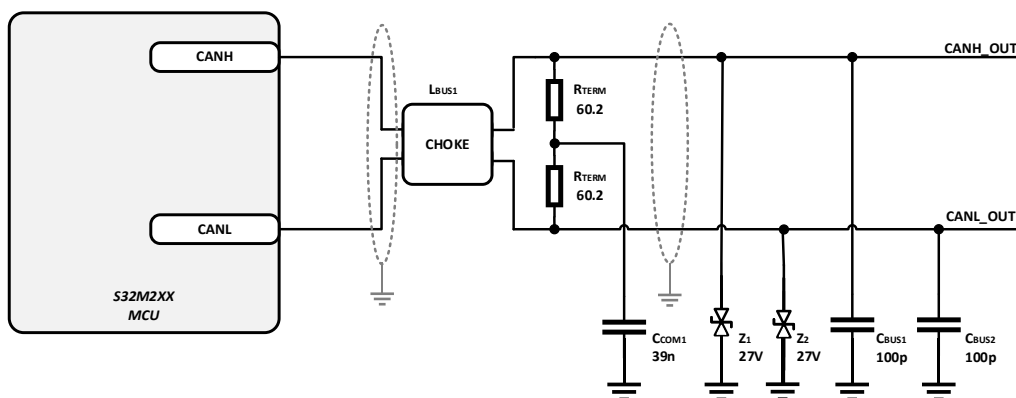 CANH
CANL
S32M2XX
MCU
LBUS1
CHOKE
RTERM
60.2
RTERM
60.2
CANH_OUT
CANL_OUT
CCOM1
39n
Z1
27V
Z2
27V
CBUS1
100p
CBUS2
100p